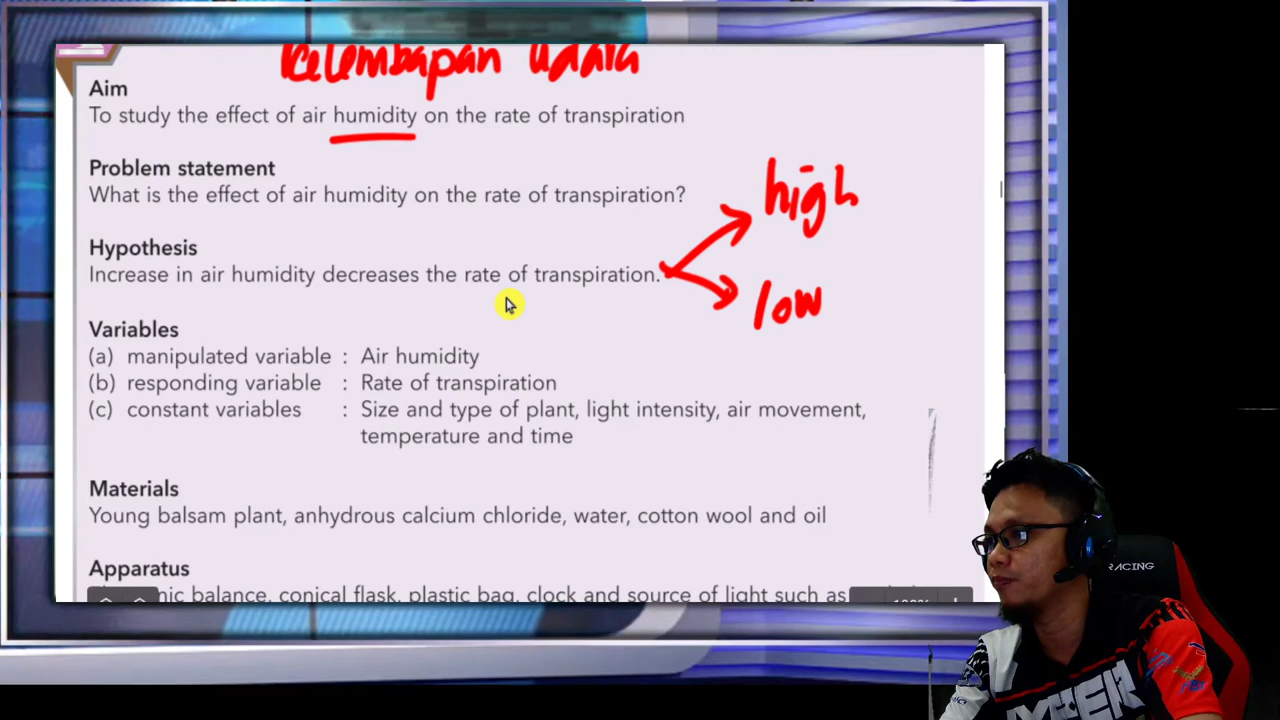 kelembapan udara
Aim
To study the effect of air humidity on the rate of transpiration
Problem statement
What is the effect of air humidity on the rate of transpiration?
high
Hypothesis
Increase in air humidity decreases the rate of transpiration.
low
Variables
(a) manipulated variable : Air humidity
(b) responding variable : Rate of transpiration
(c) constant variables : Size and type of plant, light intensity, air movement,
temperature and time
Materials
Young balsam plant, anhydrous calcium chloride, water, cotton wool and oil
Apparatus
balance, conical flask, plastic bag, clock and source of light such as
RACING